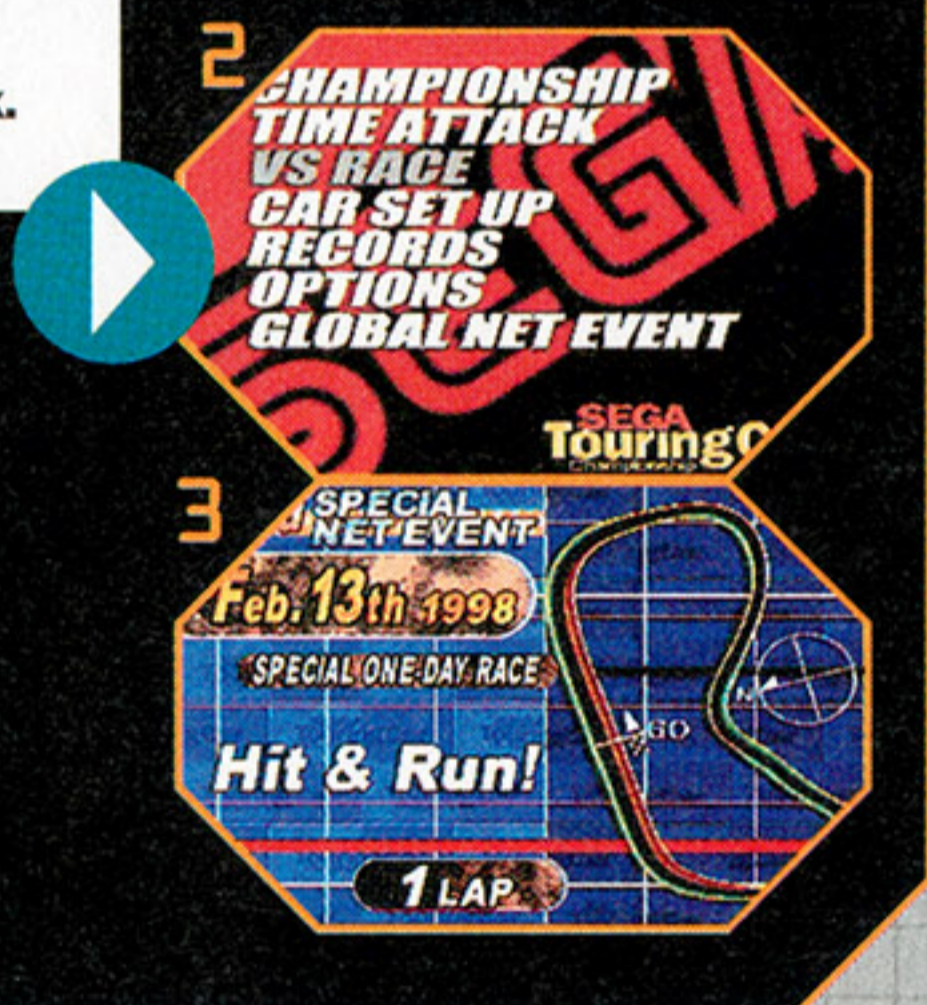 2
CHAMPIONSHIP
TIME ATTACK
VS RACE
CAR SET UP
RECORDS
OPTIONS
GLOBAL NET EVENT
SEGA
Touring
Championship
3
SPECIAL
NET EVENT
Feb. 13th 1998
SPECIAL ONE-DAY RACE
N
GO
Hit & Run!
1 LAP